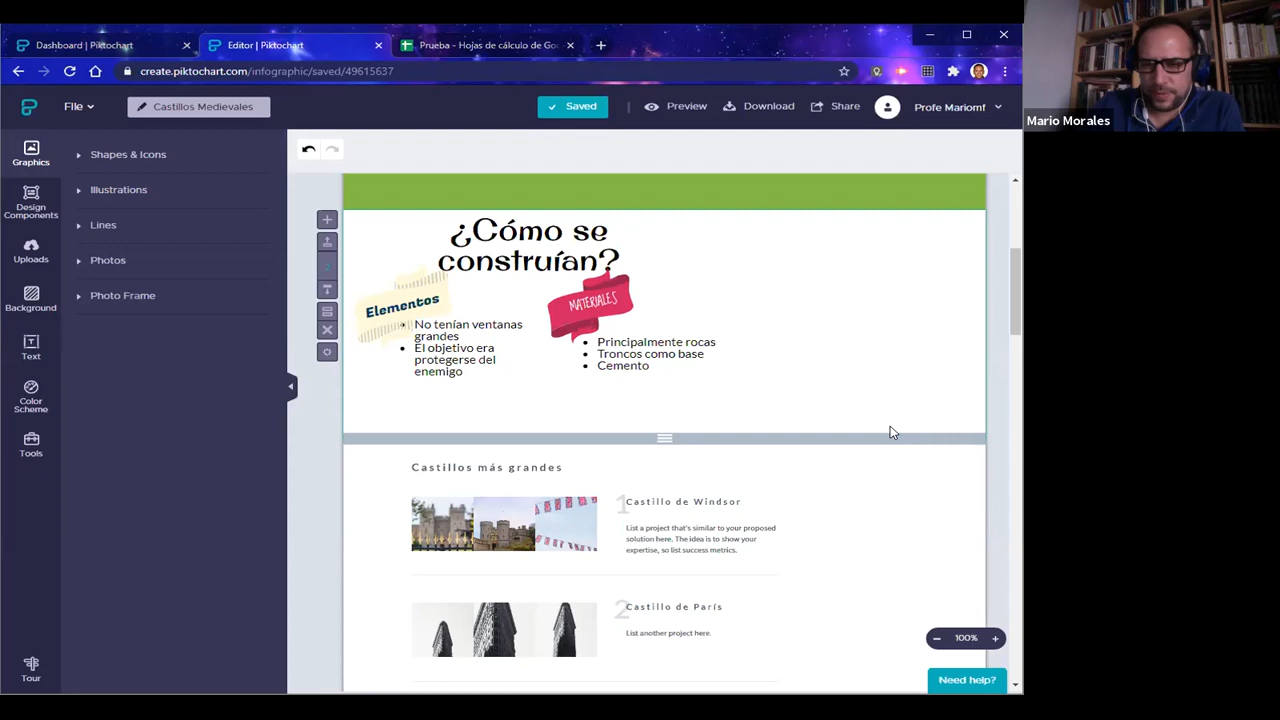 Dashboard | Piktochart
Editor | Piktochart
Prueba - Hojas de cálculo de Goo
create.piktochart.com/infographic/saved/49615637
File
Castillos Medievales
Saved
Preview
Download
Share
Profe Mariomf
Mario Morales
Graphics
Design
Components
Uploads
Background
Text
Color
Scheme
Tools
Tour
Shapes & Icons
Illustrations
Lines
Photos
Photo Frame
2
¿Cómo se
construían?
Elementos
MATERIALES
No tenían ventanas
grandes
El objetivo era
protegerse del
enemigo
Principalmente rocas
Troncos como base
Cemento
Castillos más grandes
1
Castillo de Windsor
List a project that's similar to your proposed
solution here. The idea is to show your
expertise, so list success metrics.
2
Castillo de París
List another project here.
100%
Need help?